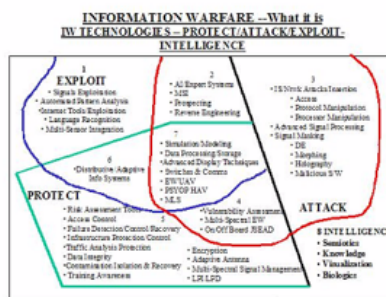 INFORMATION WARFARE --What it is
IW TECHNOLOGIES – PROTECT/ATTACK/EXPLOIT-
INTELLIGENCE
1
EXPLOIT
• Signals Exploitation
• Automated Pattern Analysis
• Internet Tools Exploitation
• Language Recognition
• Multi-Sensor Integration
2
• AI Expert Systems
• MSI
• Prospecting
• Reverse Engineering
3
• IS/Ntwrk Attacks/Insertion
• Access
• Protocol Manipulation
• Processor Manipulation
• Advanced Signal Processing
• Signal Masking
• DE
• Morphing
• Holography
• Malicious S/W
ATTACK
7
• Simulation Modeling
• Data Processing/Storage
• Advanced Display Techniques
• Switches & Comms
• EW/UAV
• PSYOP HAV
• MLS
6
• Distributive/Adaptive
Info Systems
PROTECT
• Risk Assessment Tools
• Access Control
5
• Failure Detection/Control/Recovery
• Infrastructure Protection/Control
• Traffic Analysis Protection
• Data Integrity
• Contamination Isolation & Recovery
• Training Awareness
4
• Vulnerability Assessment
• Multi-Spectral EW
• On/Off Board JSEAD
• Encryption
• Adaptive Antenna
• Multi-Spectral Signal Management
• LPI/LPD
8 INTELLIGENCE
• Semiotics
• Knowledge
• Visualization
• Biologics